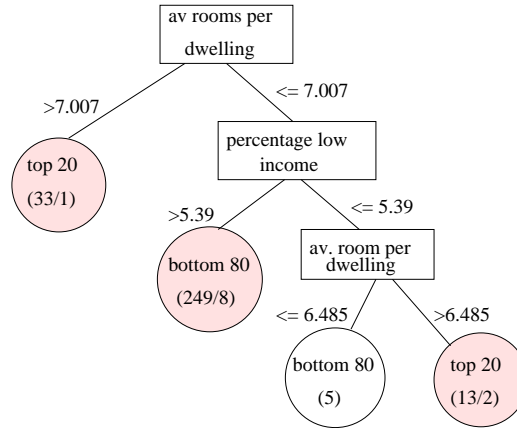 av rooms per
dwelling
>7.007
<= 7.007
top 20
(33/1)
percentage low
income
>5.39
<= 5.39
bottom 80
(249/8)
av. room per
dwelling
<= 6.485
>6.485
bottom 80
(5)
top 20
(13/2)